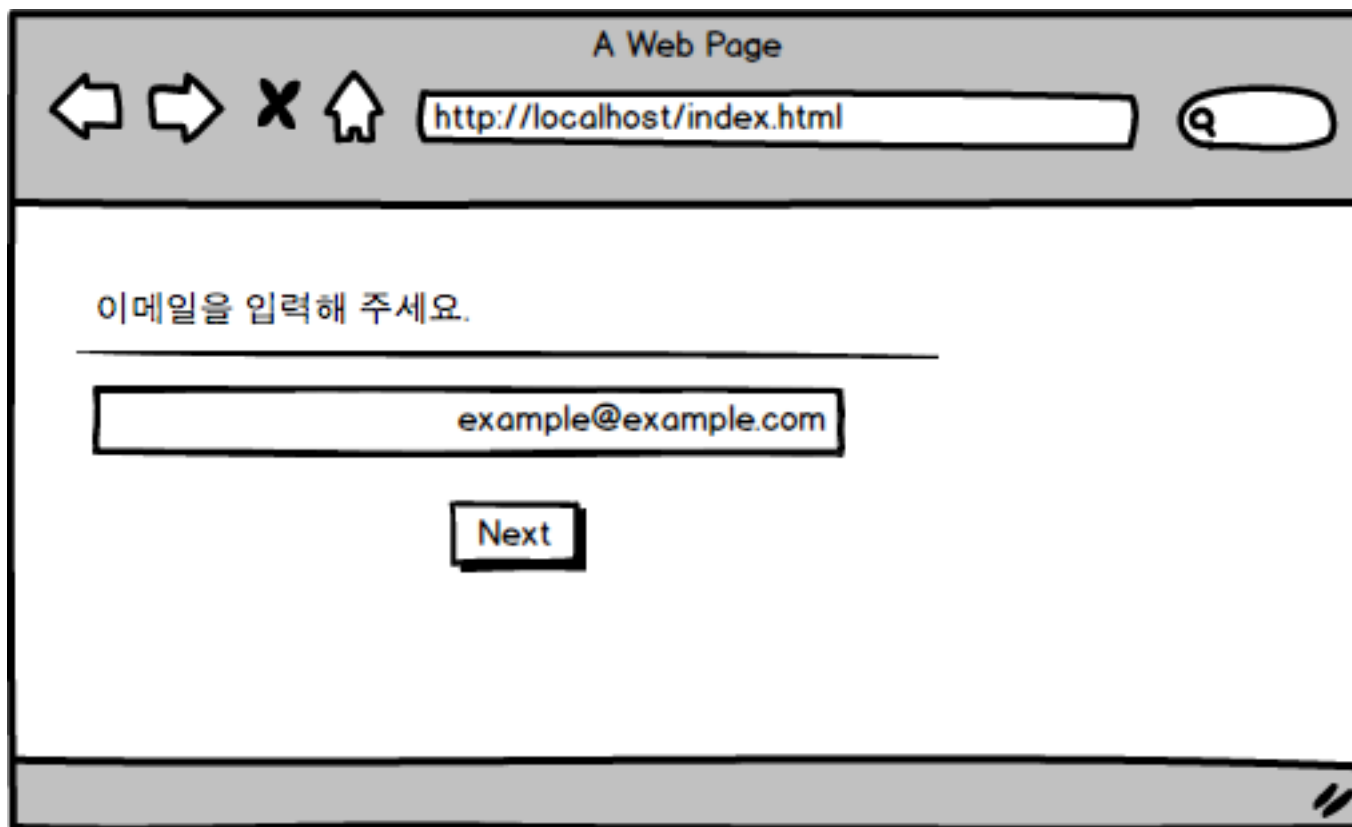 A Web Page
http://localhost/index.html
이메일을 입력해 주세요.
example@example.com
Next